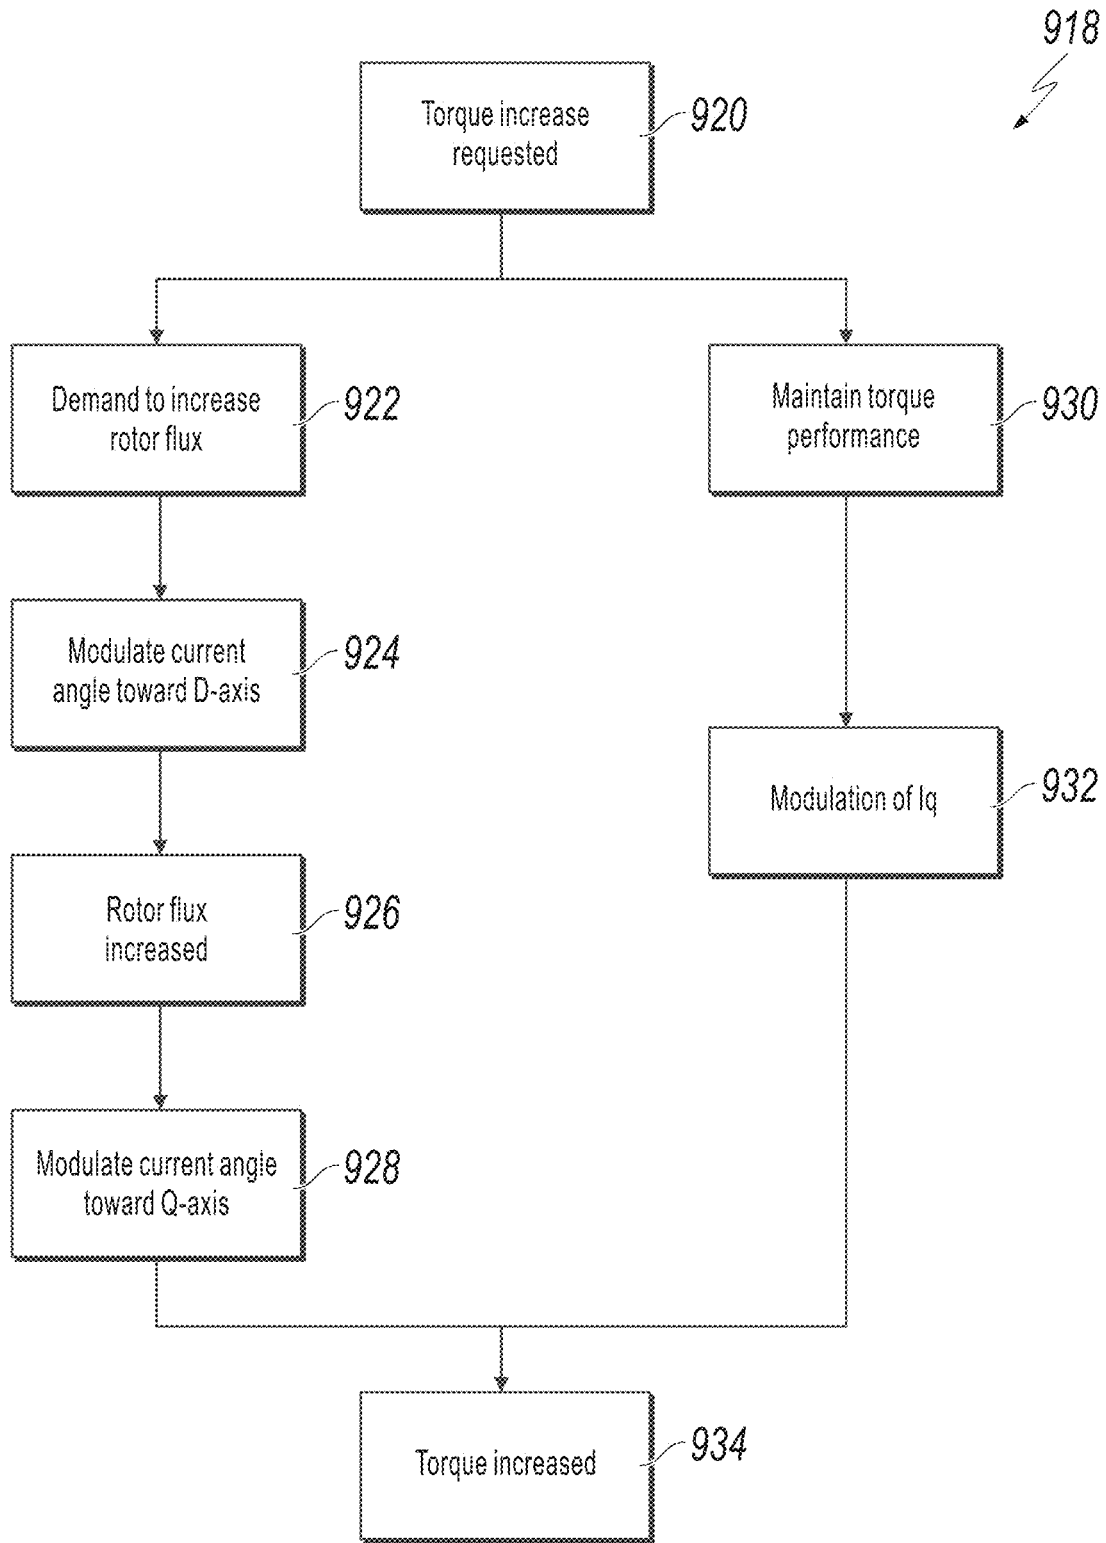 918
Torque increase
requested
920
Demand to increase
rotor flux
922
Maintain torque
performance
930
Modulate current
angle toward D-axis
924
Modulation of Iq
932
Rotor flux
increased
926
Modulate current angle
toward Q-axis
928
Torque increased
934